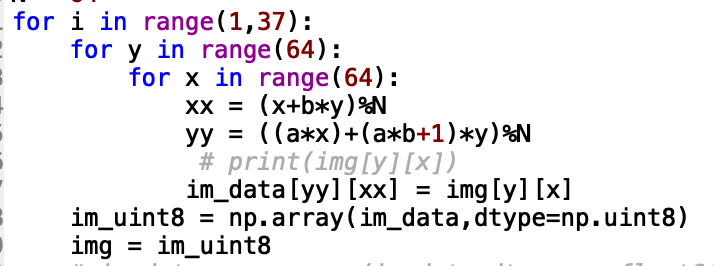 for i in range(1,37):
    for y in range(64):
        for x in range(64):
            xx = (x+b*y)%N
            yy = ((a*x)+(a*b+1)*y)%N
             # print(img[y][x])
            im_data[yy][xx] = img[y][x]
    im_uint8 = np.array(im_data,dtype=np.uint8)
    img = im_uint8